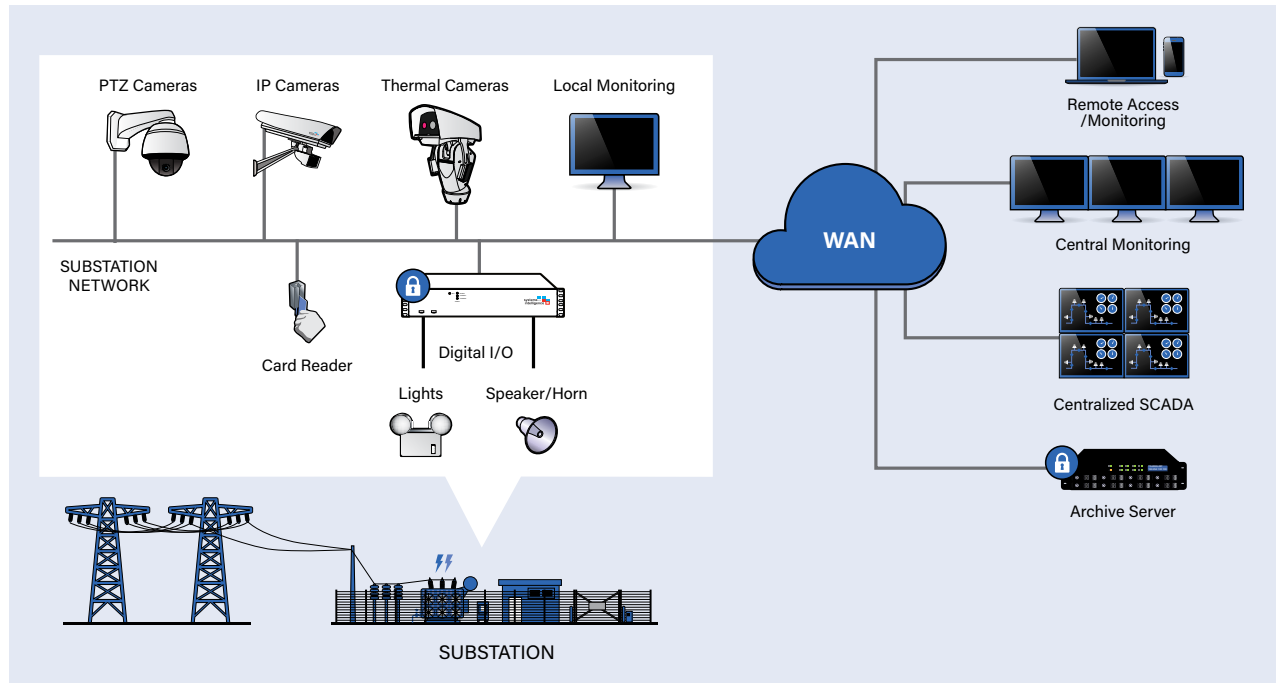 PTZ Cameras
IP Cameras
Thermal Cameras
Local Monitoring
Remote Access
/Monitoring
WAN
Central Monitoring
SUBSTATION
NETWORK
Card Reader
Digital I/O
Lights
Speaker/Horn
Centralized SCADA
Archive Server
SUBSTATION